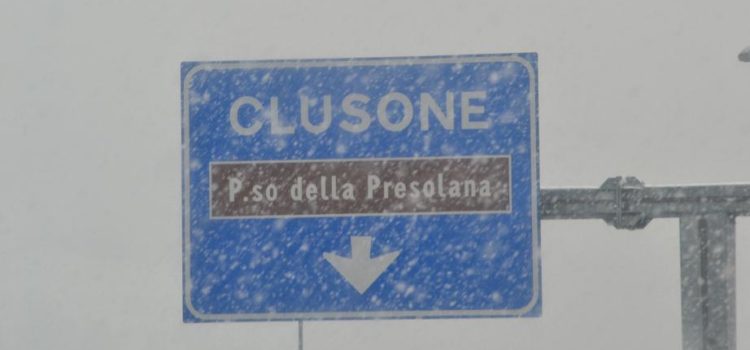 CLUSONE
P.so della Presolana